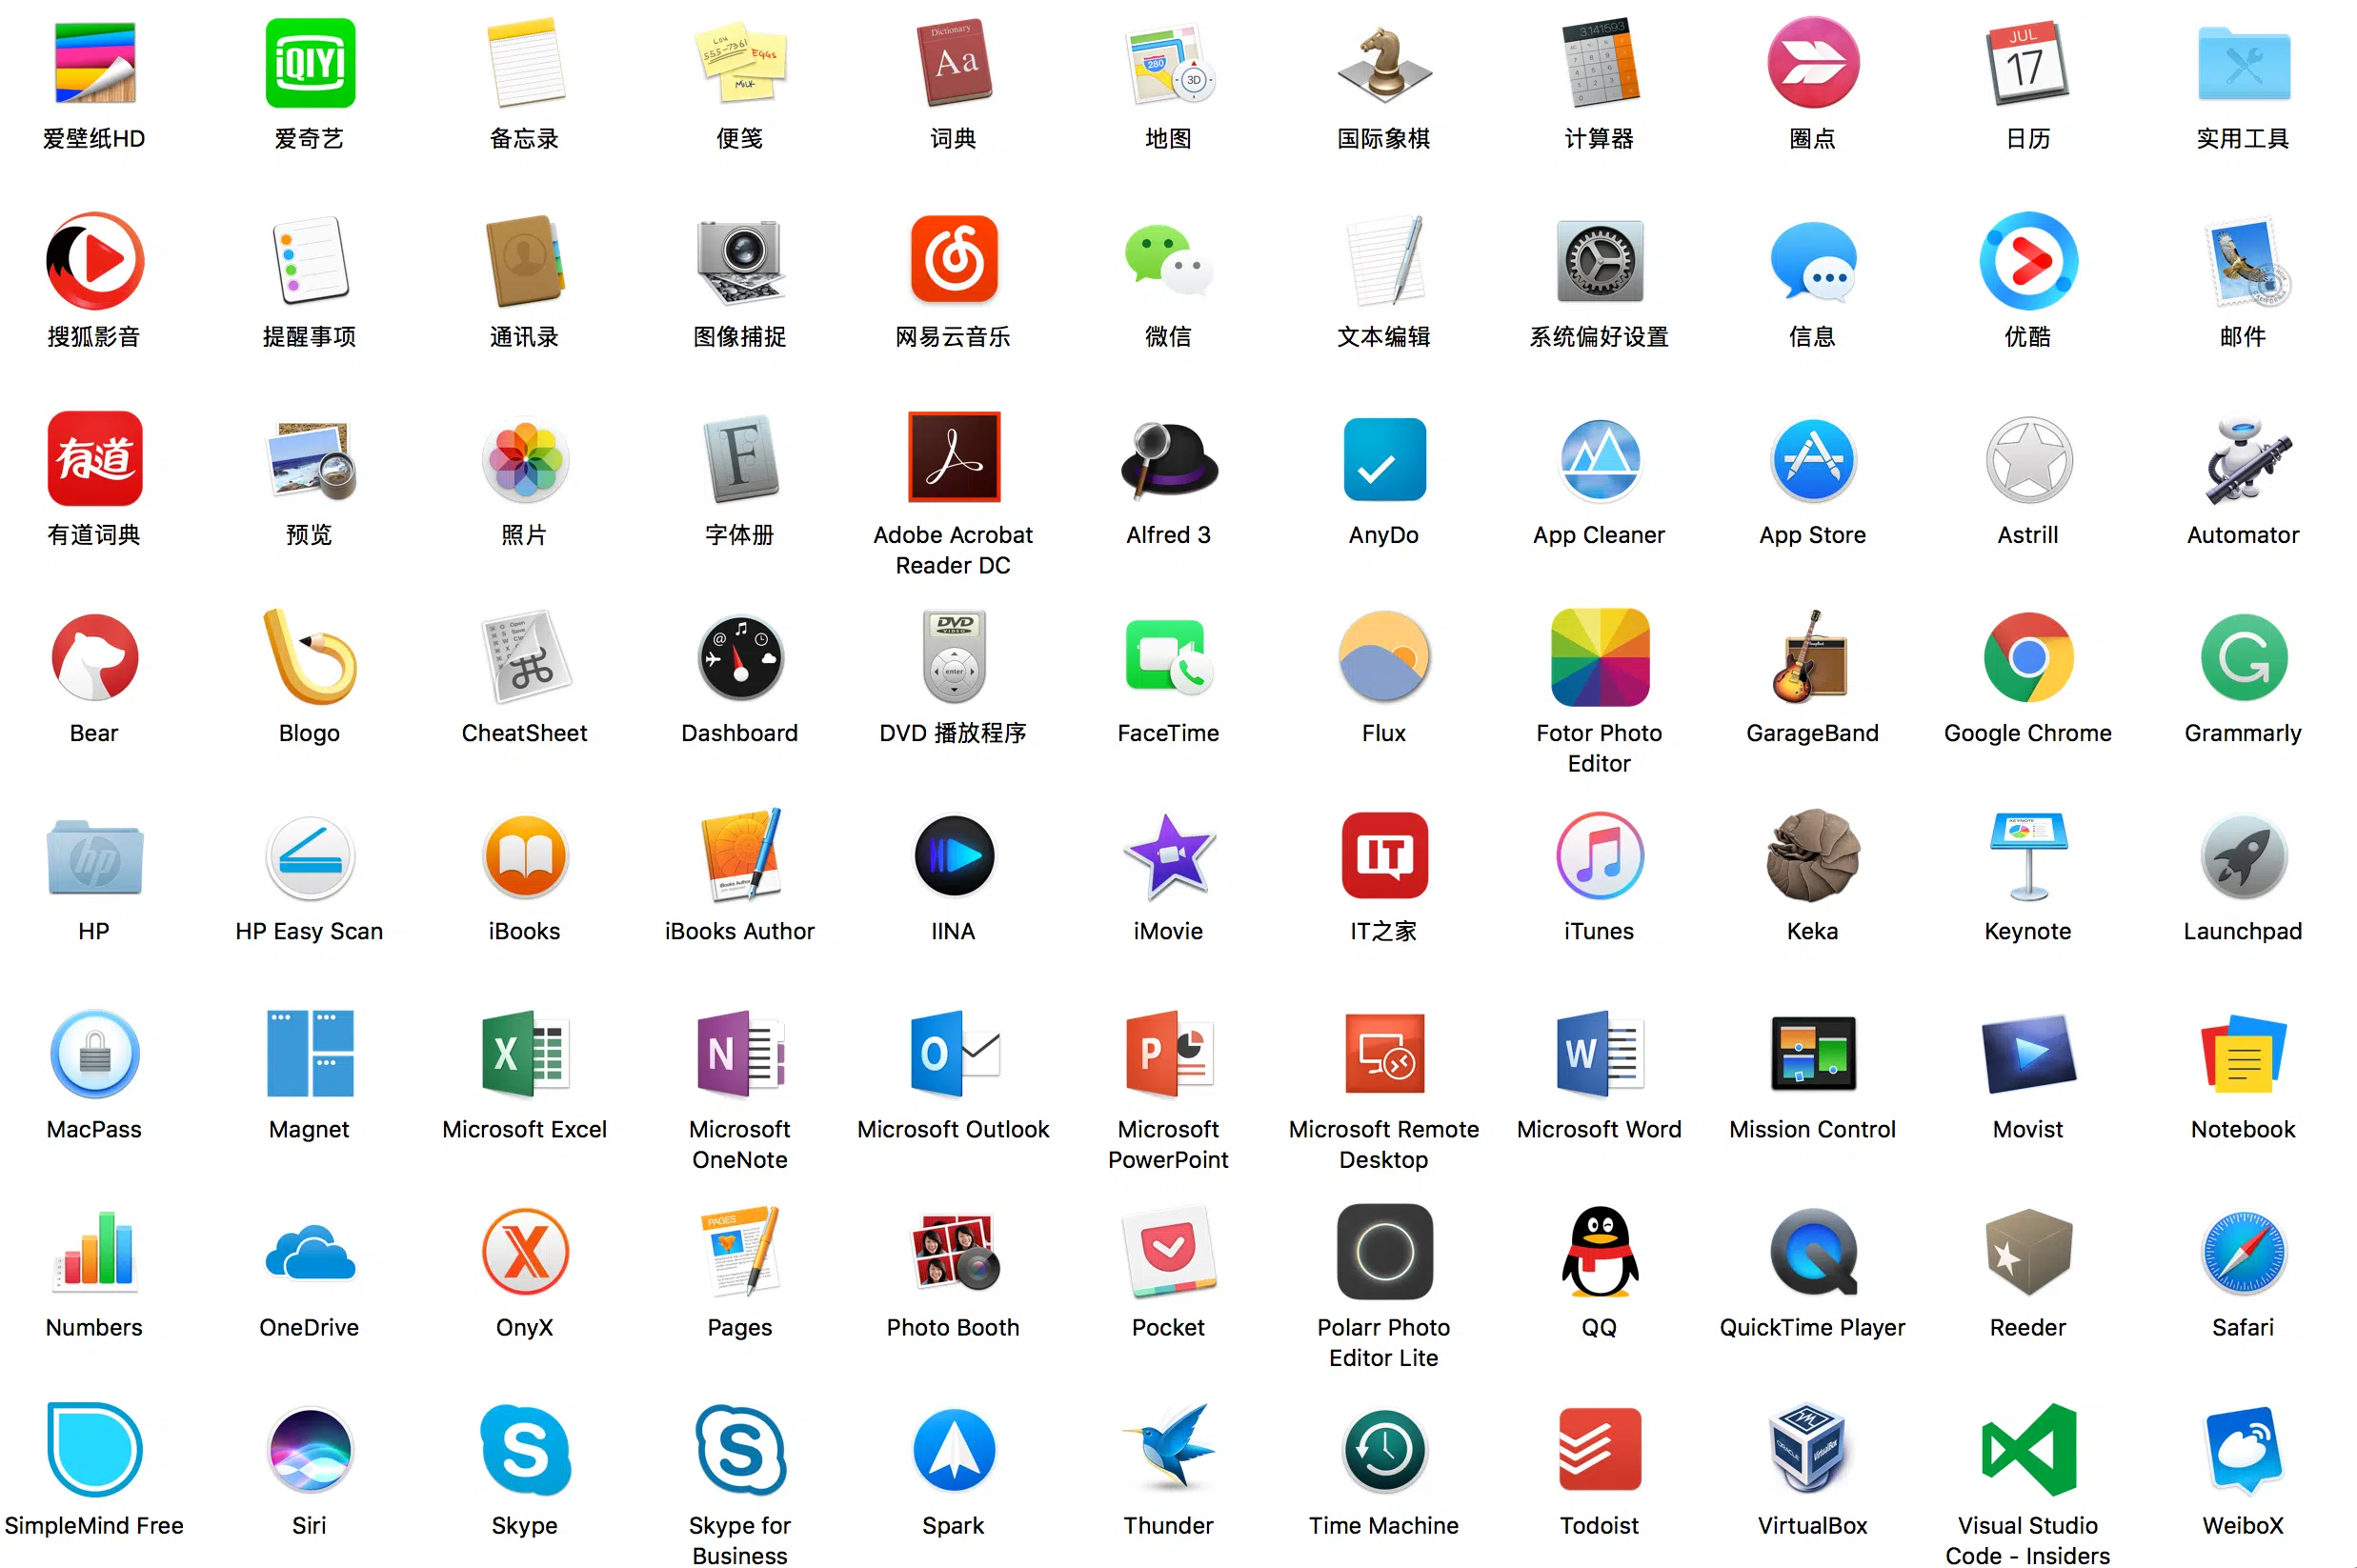 爱壁纸HD
爱奇艺
备忘录
便笺
词典
地图
国际象棋
计算器
圈点
日历
实用工具
搜狐影音
提醒事项
通讯录
图像捕捉
网易云音乐
微信
文本编辑
系统偏好设置
信息
优酷
邮件
有道词典
预览
照片
字体册
Adobe Acrobat
Reader DC
Alfred 3
AnyDo
App Cleaner
App Store
Astrill
Automator
Bear
Blogo
CheatSheet
Dashboard
DVD 播放程序
FaceTime
Flux
Fotor Photo
Editor
GarageBand
Google Chrome
Grammarly
HP
HP Easy Scan
iBooks
iBooks Author
IINA
iMovie
IT之家
iTunes
Keka
Keynote
Launchpad
MacPass
Magnet
Microsoft Excel
Microsoft
OneNote
Microsoft Outlook
Microsoft
PowerPoint
Microsoft Remote
Desktop
Microsoft Word
Mission Control
Movist
Notebook
Numbers
OneDrive
OnyX
Pages
Photo Booth
Pocket
Polarr Photo
Editor Lite
QQ
QuickTime Player
Reeder
Safari
SimpleMind Free
Siri
Skype
Skype for
Business
Spark
Thunder
Time Machine
Todoist
VirtualBox
Visual Studio
Code - Insiders
WeiboX